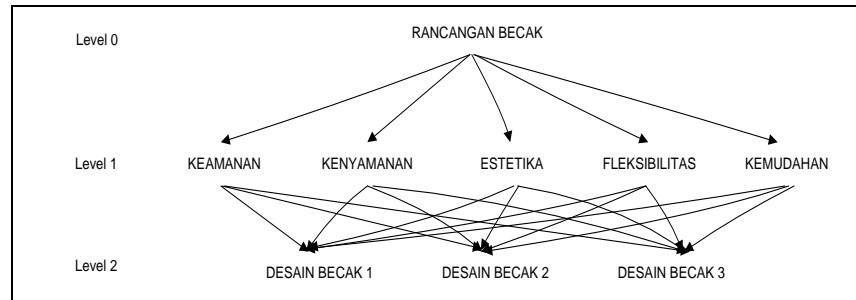 Level 0 RANCANGAN BECAK
Level 1 KEAMANAN KENYAMANAN ESTETIKA FLEKSIBILITAS KEMUDAHAN
Level 2 DESAIN BECAK 1 DESAIN BECAK 2 DESAIN BECAK 3